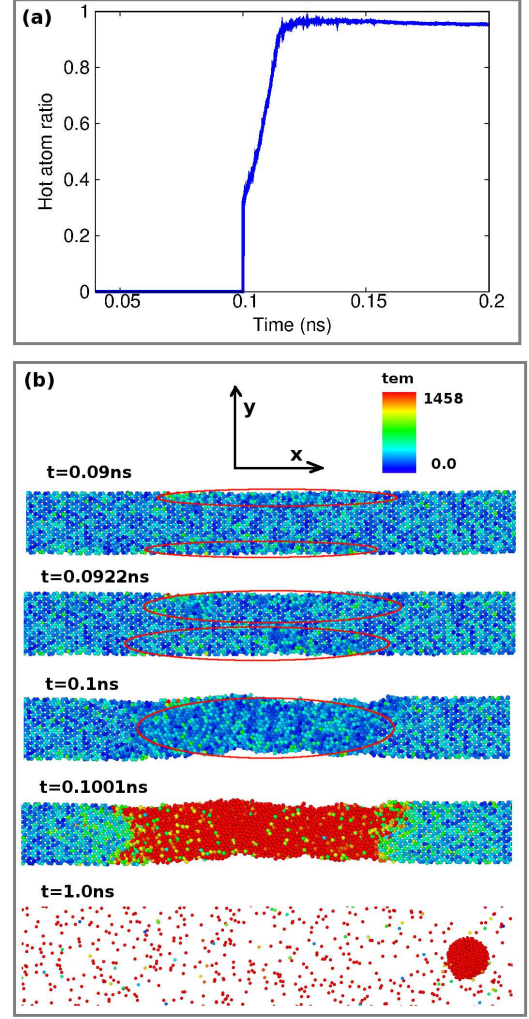 (a)
1
0.8
0.6
0.4
0.2
0
Hot atom ratio
0.05
0.1
0.15
0.2
Time (ns)
(b)
tem
1458
0.0
y
x
t=0.09ns
t=0.0922ns
t=0.1ns
t=0.1001ns
t=1.0ns